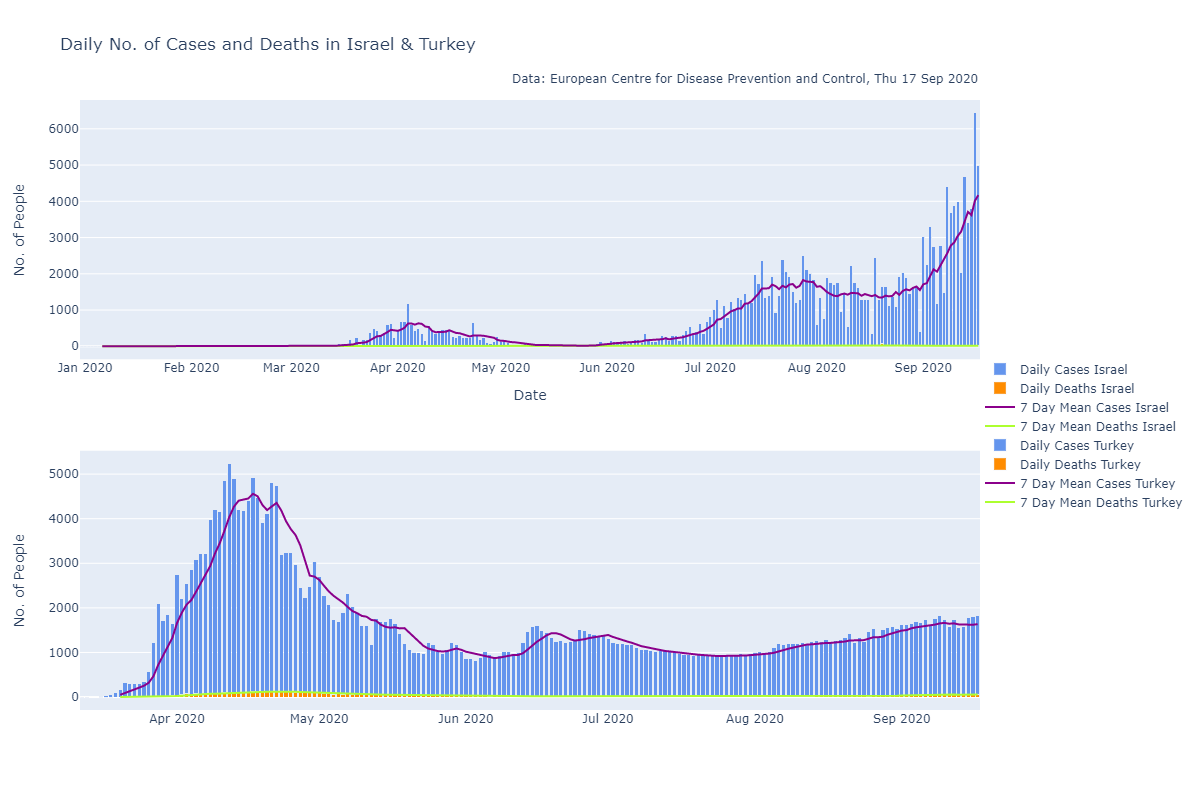 Daily No. of Cases and Deaths in Israel & Turkey
Data: European Centre for Disease Prevention and Control, Thu 17 Sep 2020
No. of People
6000
5000
4000
3000
2000
1000
0
Jan 2020 Feb 2020 Mar 2020 Apr 2020 May 2020 Jun 2020 Jul 2020 Aug 2020 Sep 2020
Date
Daily Cases Israel
Daily Deaths Israel
7 Day Mean Cases Israel
7 Day Mean Deaths Israel
Daily Cases Turkey
Daily Deaths Turkey
7 Day Mean Cases Turkey
7 Day Mean Deaths Turkey
No. of People
5000
4000
3000
2000
1000
0
Apr 2020 May 2020 Jun 2020 Jul 2020 Aug 2020 Sep 2020